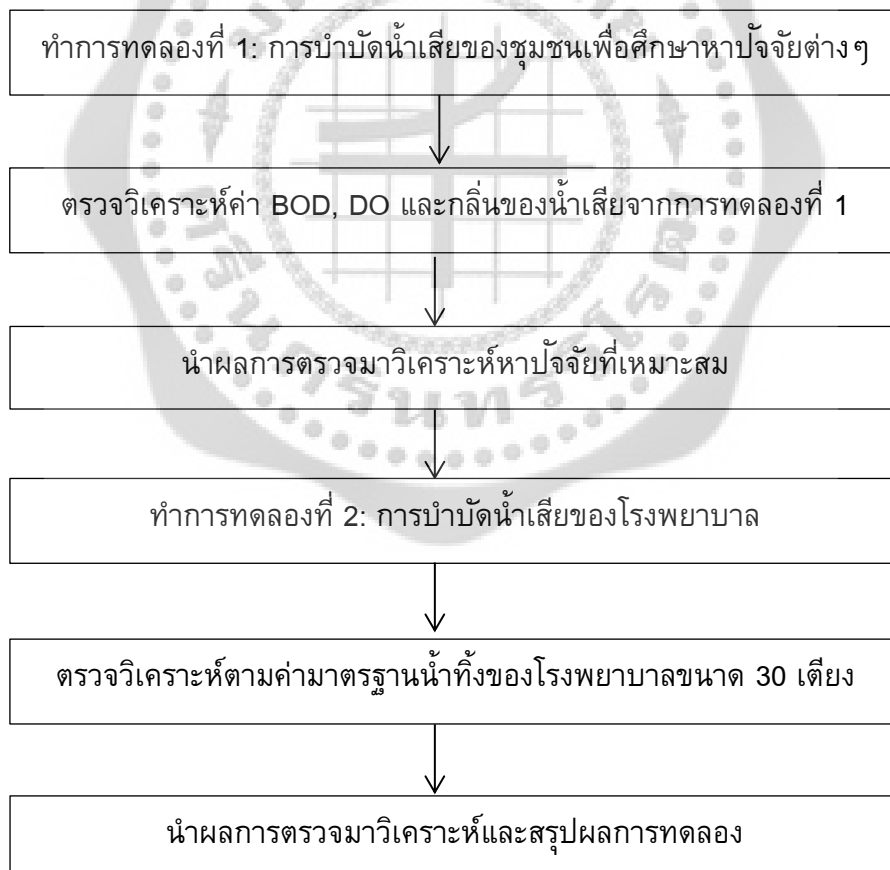 ทำการทดลองที่ 1: การบำบัดน้ำเสียของชุมชนเพื่อศึกษาหาปัจจัยต่างๆ
ตรวจวิเคราะห์ค่า BOD, DO และกลิ่นของน้ำเสียจากการทดลองที่ 1
นำผลการตรวจมาวิเคราะห์หาปัจจัยที่เหมาะสม
ทำการทดลองที่ 2: การบำบัดน้ำเสียของโรงพยาบาล
ตรวจวิเคราะห์ตามค่ามาตรฐานน้ำทิ้งของโรงพยาบาลขนาด 30 เตียง
นำผลการตรวจมาวิเคราะห์และสรุปผลการทดลอง